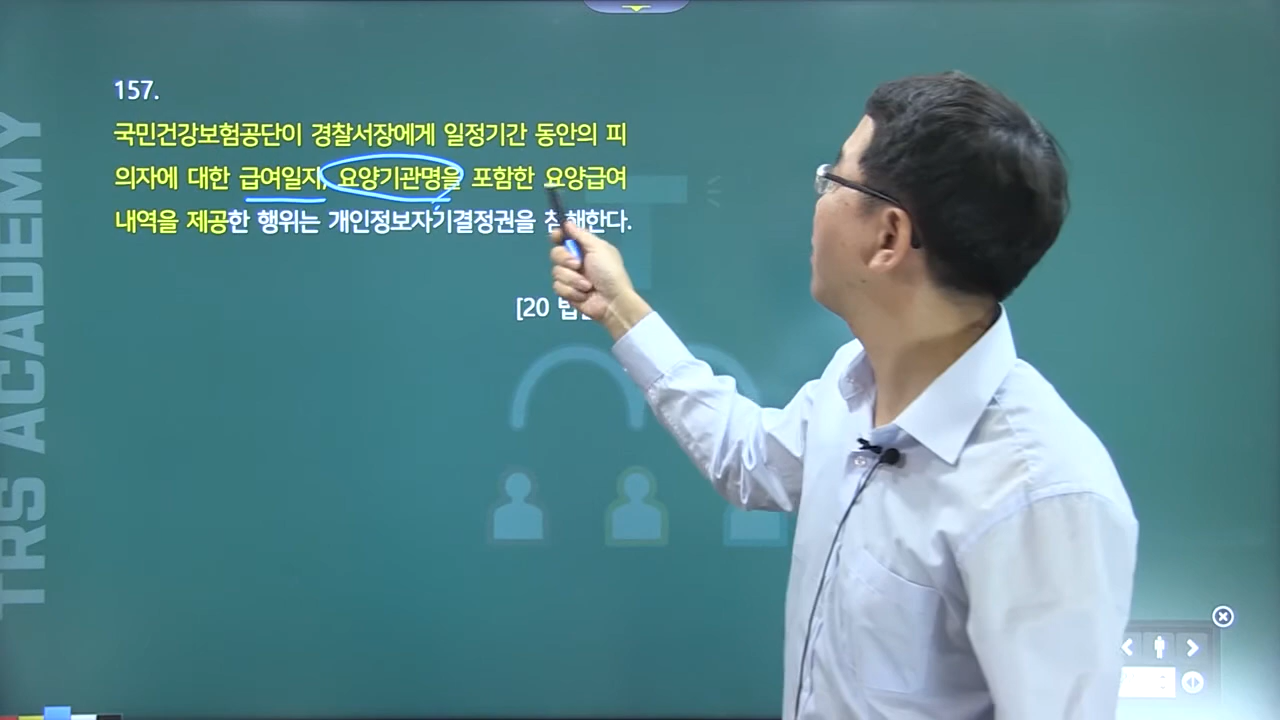 157.
국민건강보험공단이 경찰서장에게 일정기간 동안의 피
의자에 대한 급여일자, 요양기관명을 포함한 요양급여
내역을 제공한 행위는 개인정보자기결정권을 침해한다.
[20
TRS ACADEMY